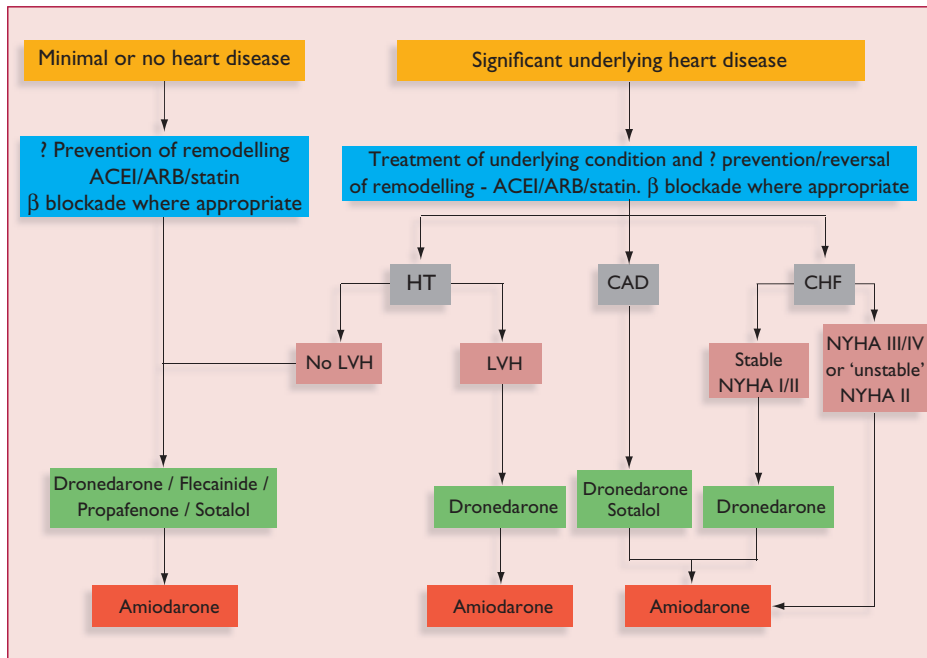 Minimal or no heart disease
Significant underlying heart disease
? Prevention of remodelling
ACEI/ARB/statin
β blockade where appropriate
Treatment of underlying condition and ? prevention/reversal
of remodelling - ACEI/ARB/statin. β blockade where appropriate
HT
CAD
CHF
No LVH
LVH
Stable
NYHA I/II
NYHA III/IV
or ‘unstable’
NYHA II
Dronedarone / Flecainide /
Propafenone / Sotalol
Dronedarone
Dronedarone
Sotalol
Dronedarone
Amiodarone
Amiodarone
Amiodarone